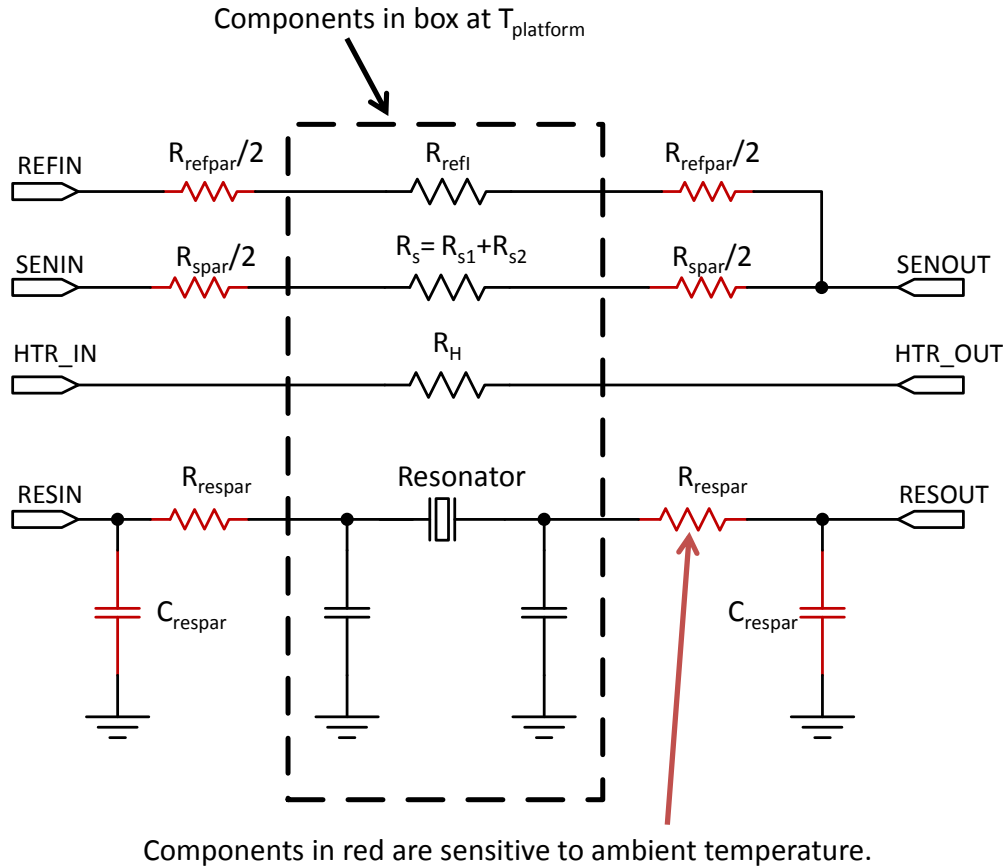 Components in box at Tplatform
REFIN
Rrefpar/2
RrefI
Rrefpar/2
SENIN
Rspar/2
Rs= Rs1+Rs2
Rspar/2
SENOUT
HTR_IN
RH
HTR_OUT
RESIN
Rrespar
Resonator
Rrespar
RESOUT
Crespar
Crespar
Components in red are sensitive to ambient temperature.